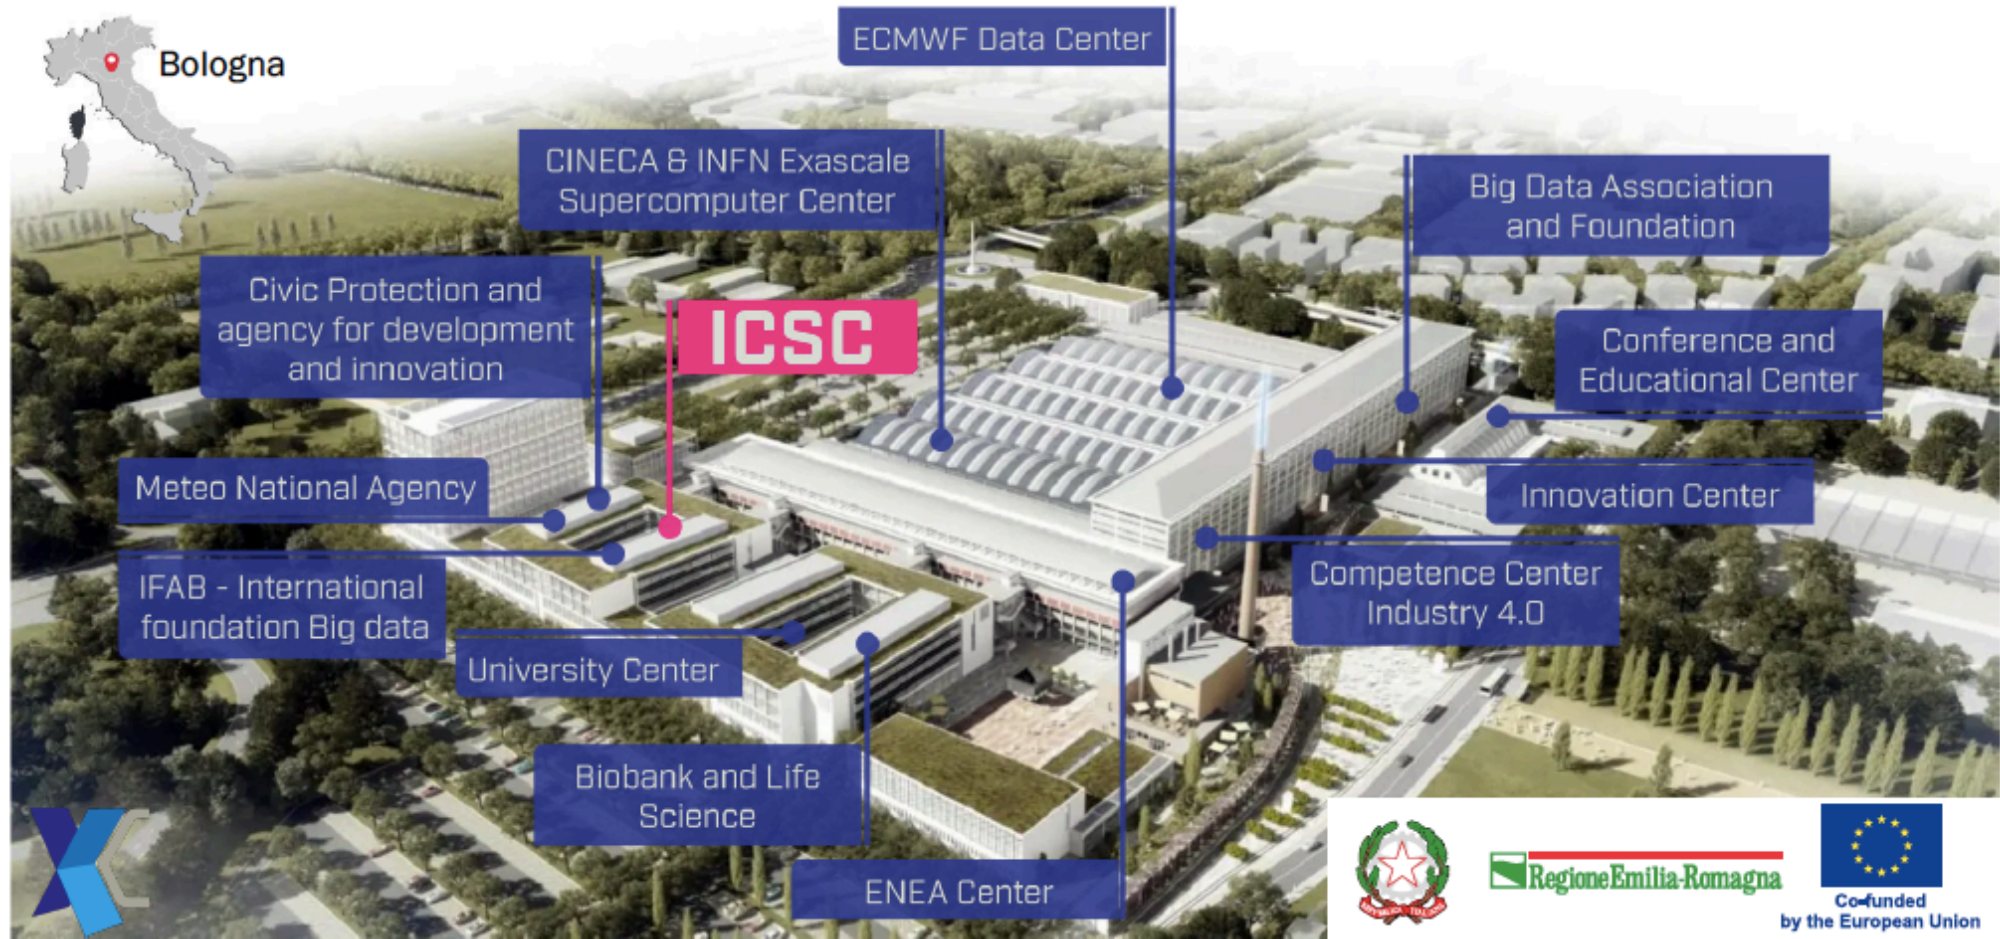 Bologna
ECMWF Data Center
CINECA & INFN Exascale
Supercomputer Center
Big Data Association
and Foundation
Civic Protection and
agency for development
and innovation
ICSC
Conference and
Educational Center
Meteo National Agency
Innovation Center
IFAB - International
foundation Big data
Competence Center
Industry 4.0
University Center
Biobank and Life
Science
ENEA Center
RegioneEmilia-Romagna
Co-funded
by the European Union